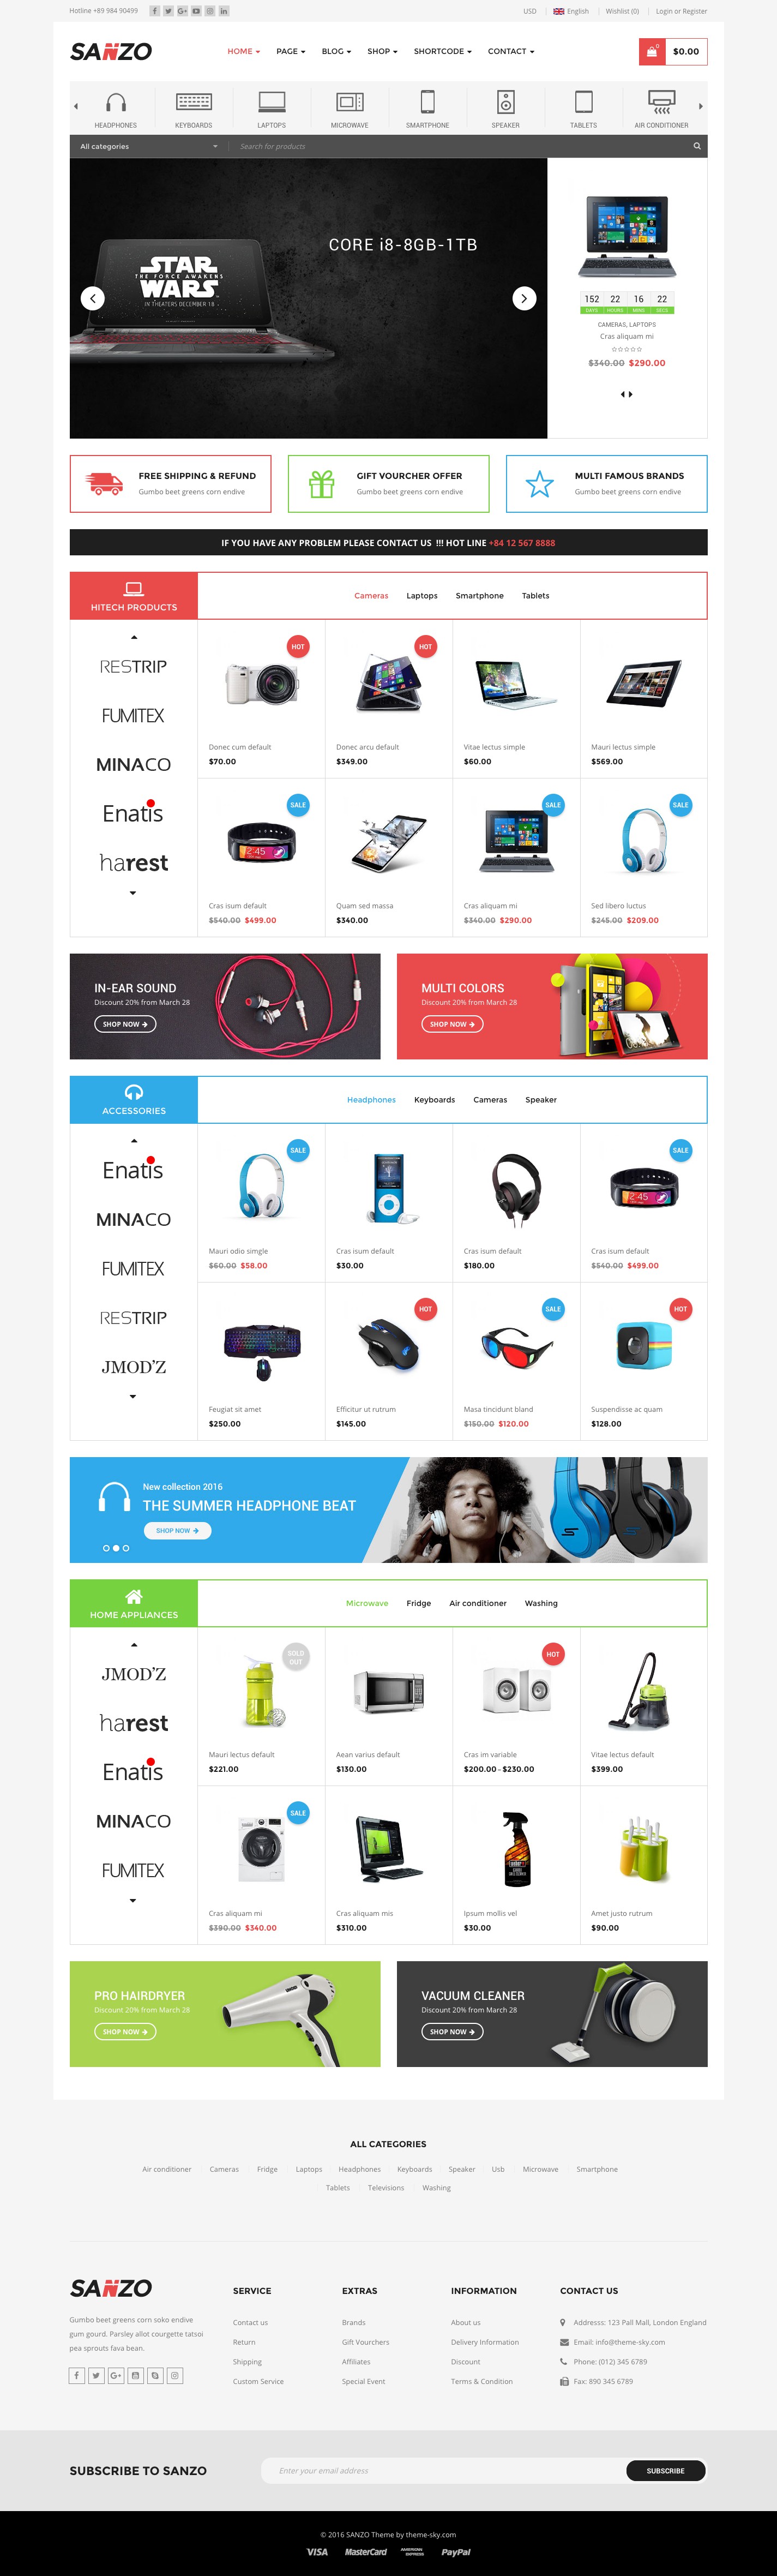 Hotline +89 984 90499
USD English Wishlist (0) Login or Register
SANZO
HOME PAGE BLOG SHOP SHORTCODE CONTACT
0 $0.00
HEADPHONES KEYBOARDS LAPTOPS MICROWAVE SMARTPHONE SPEAKER TABLETS AIR CONDITIONER
All categories Search for products
CORE i8-8GB-1TB
STAR
WARS
THE FORCE AWAKENS
IN THEATERS DECEMBER 18
152 22 16 22
DAYS HOURS MINS SECS
CAMERAS, LAPTOPS
Cras aliquam mi
$340.00 $290.00
FREE SHIPPING & REFUND
Gumbo beet greens corn endive
GIFT VOURCHER OFFER
Gumbo beet greens corn endive
MULTI FAMOUS BRANDS
Gumbo beet greens corn endive
IF YOU HAVE ANY PROBLEM PLEASE CONTACT US !!! HOT LINE +84 12 567 8888
HITECH PRODUCTS
Cameras Laptops Smartphone Tablets
RESTRIP
FUMITEX
MINACO
Enatis
harest
HOT HOT
Donec cum default Donec arcu default Vitae lectus simple Mauri lectus simple
$70.00 $349.00 $60.00 $569.00
SALE SALE SALE
2:45
Cras isum default Quam sed massa Cras aliquam mi Sed libero luctus
$540.00 $499.00 $340.00 $340.00 $290.00 $245.00 $209.00
IN-EAR SOUND
Discount 20% from March 28
SHOP NOW
MULTI COLORS
Discount 20% from March 28
SHOP NOW
ACCESSORIES
Headphones Keyboards Cameras Speaker
Enatis
MINACO
FUMITEX
RESTRIP
JMOD'Z
SALE SALE
2:45
Mauri odio simgle Cras isum default Cras isum default Cras isum default
$60.00 $58.00 $30.00 $180.00 $540.00 $499.00
HOT SALE HOT
Feugiat sit amet Efficitur ut rutrum Masa tincidunt bland Suspendisse ac quam
$250.00 $145.00 $150.00 $120.00 $128.00
New collection 2016
THE SUMMER HEADPHONE BEAT
SHOP NOW
HOME APPLIANCES
Microwave Fridge Air conditioner Washing
JMOD'Z
harest
Enatis
MINACO
FUMITEX
SOLD
OUT
HOT
Mauri lectus default Aean varius default Cras im variable Vitae lectus default
$221.00 $130.00 $200.00 - $230.00 $399.00
SALE
Cras aliquam mi Cras aliquam mis Ipsum mollis vel Amet justo rutrum
$390.00 $340.00 $310.00 $30.00 $90.00
PRO HAIRDRYER
Discount 20% from March 28
SHOP NOW
SANZO
VACUUM CLEANER
Discount 20% from March 28
SHOP NOW
ALL CATEGORIES
Air conditioner Cameras Fridge Laptops Headphones Keyboards Speaker Usb Microwave Smartphone
Tablets Televisions Washing
SANZO
Gumbo beet greens corn soko endive
gum gourd. Parsley allot courgette tatsoi
pea sprouts fava bean.
SERVICE
Contact us
Return
Shipping
Custom Service
EXTRAS
Brands
Gift Vourchers
Affiliates
Special Event
INFORMATION
About us
Delivery Information
Discount
Terms & Condition
CONTACT US
Addresss: 123 Pall Mall, London England
Email: info@theme-sky.com
Phone: (012) 345 6789
Fax: 890 345 6789
SUBSCRIBE TO SANZO
Enter your email address
SUBSCRIBE
© 2016 SANZO Theme by theme-sky.com
VISA MasterCard AMERICAN EXPRESS PayPal